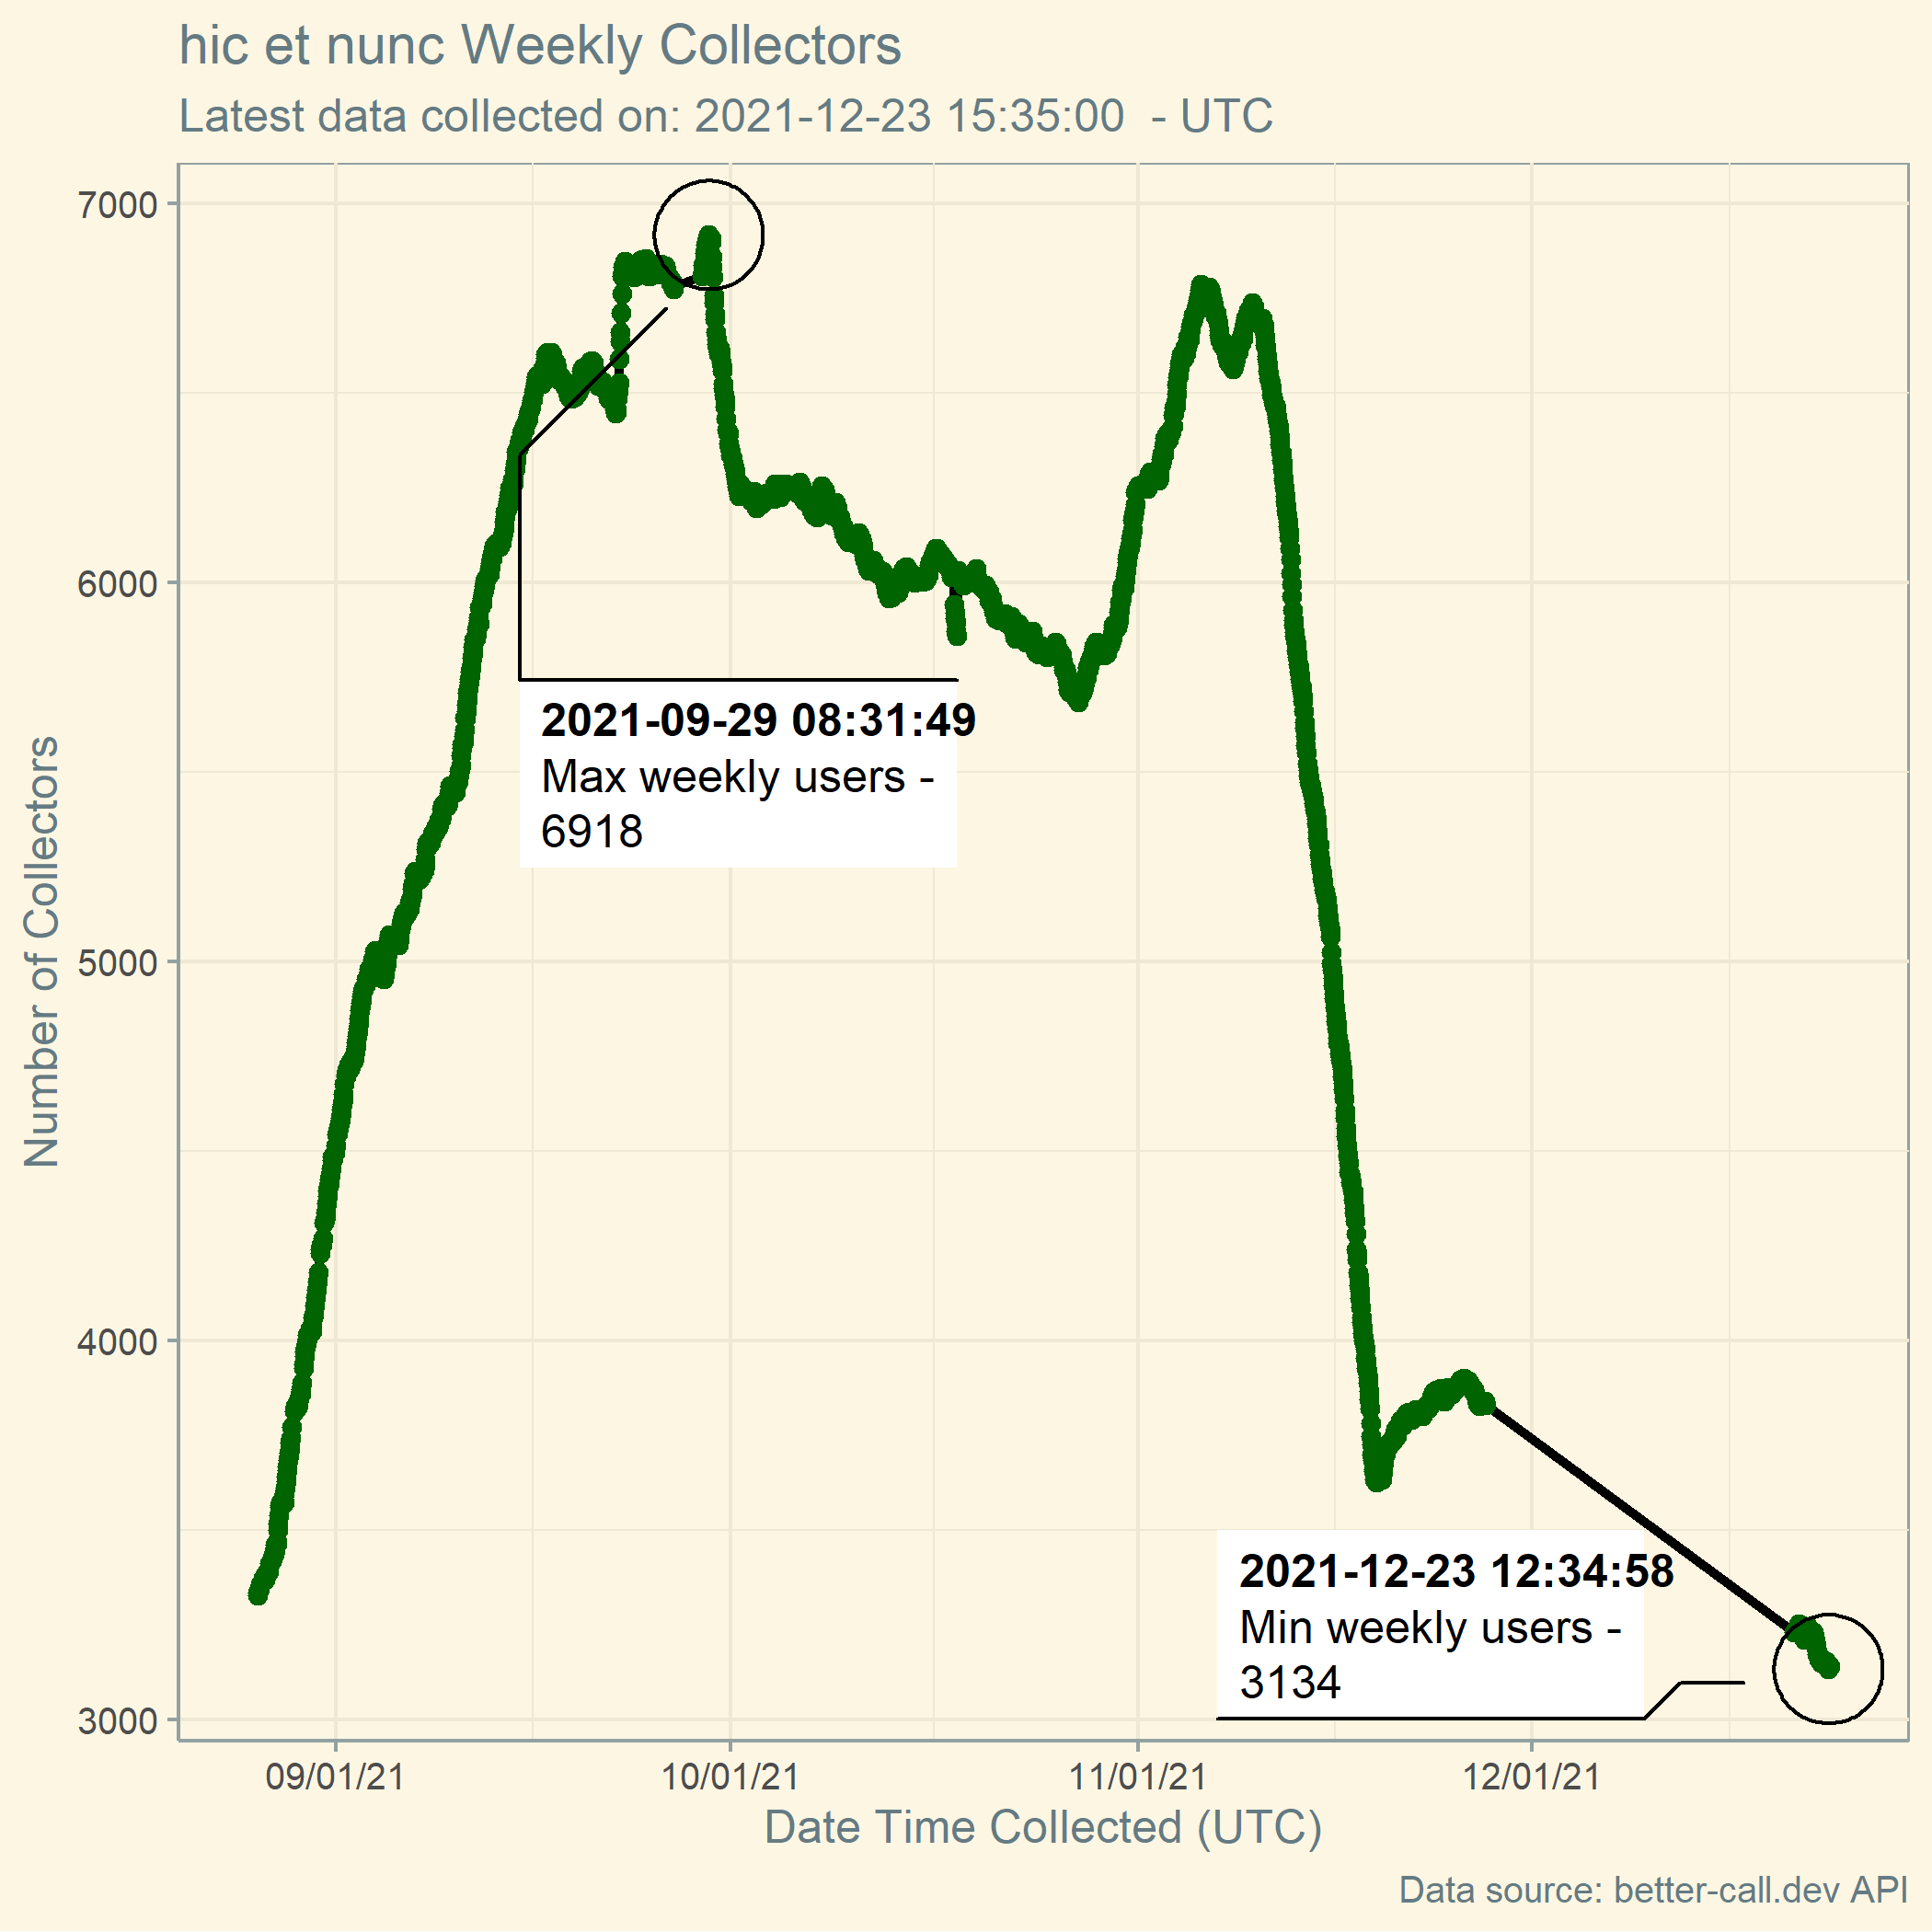 hic et nunc Weekly Collectors
Latest data collected on: 2021-12-23 15:35:00  - UTC
7000
6000
5000
4000
3000
Number of Collectors
2021-09-29 08:31:49
Max weekly users -
6918
2021-12-23 12:34:58
Min weekly users -
3134
09/01/21
10/01/21
11/01/21
12/01/21
Date Time Collected (UTC)
Data source: better-call.dev API